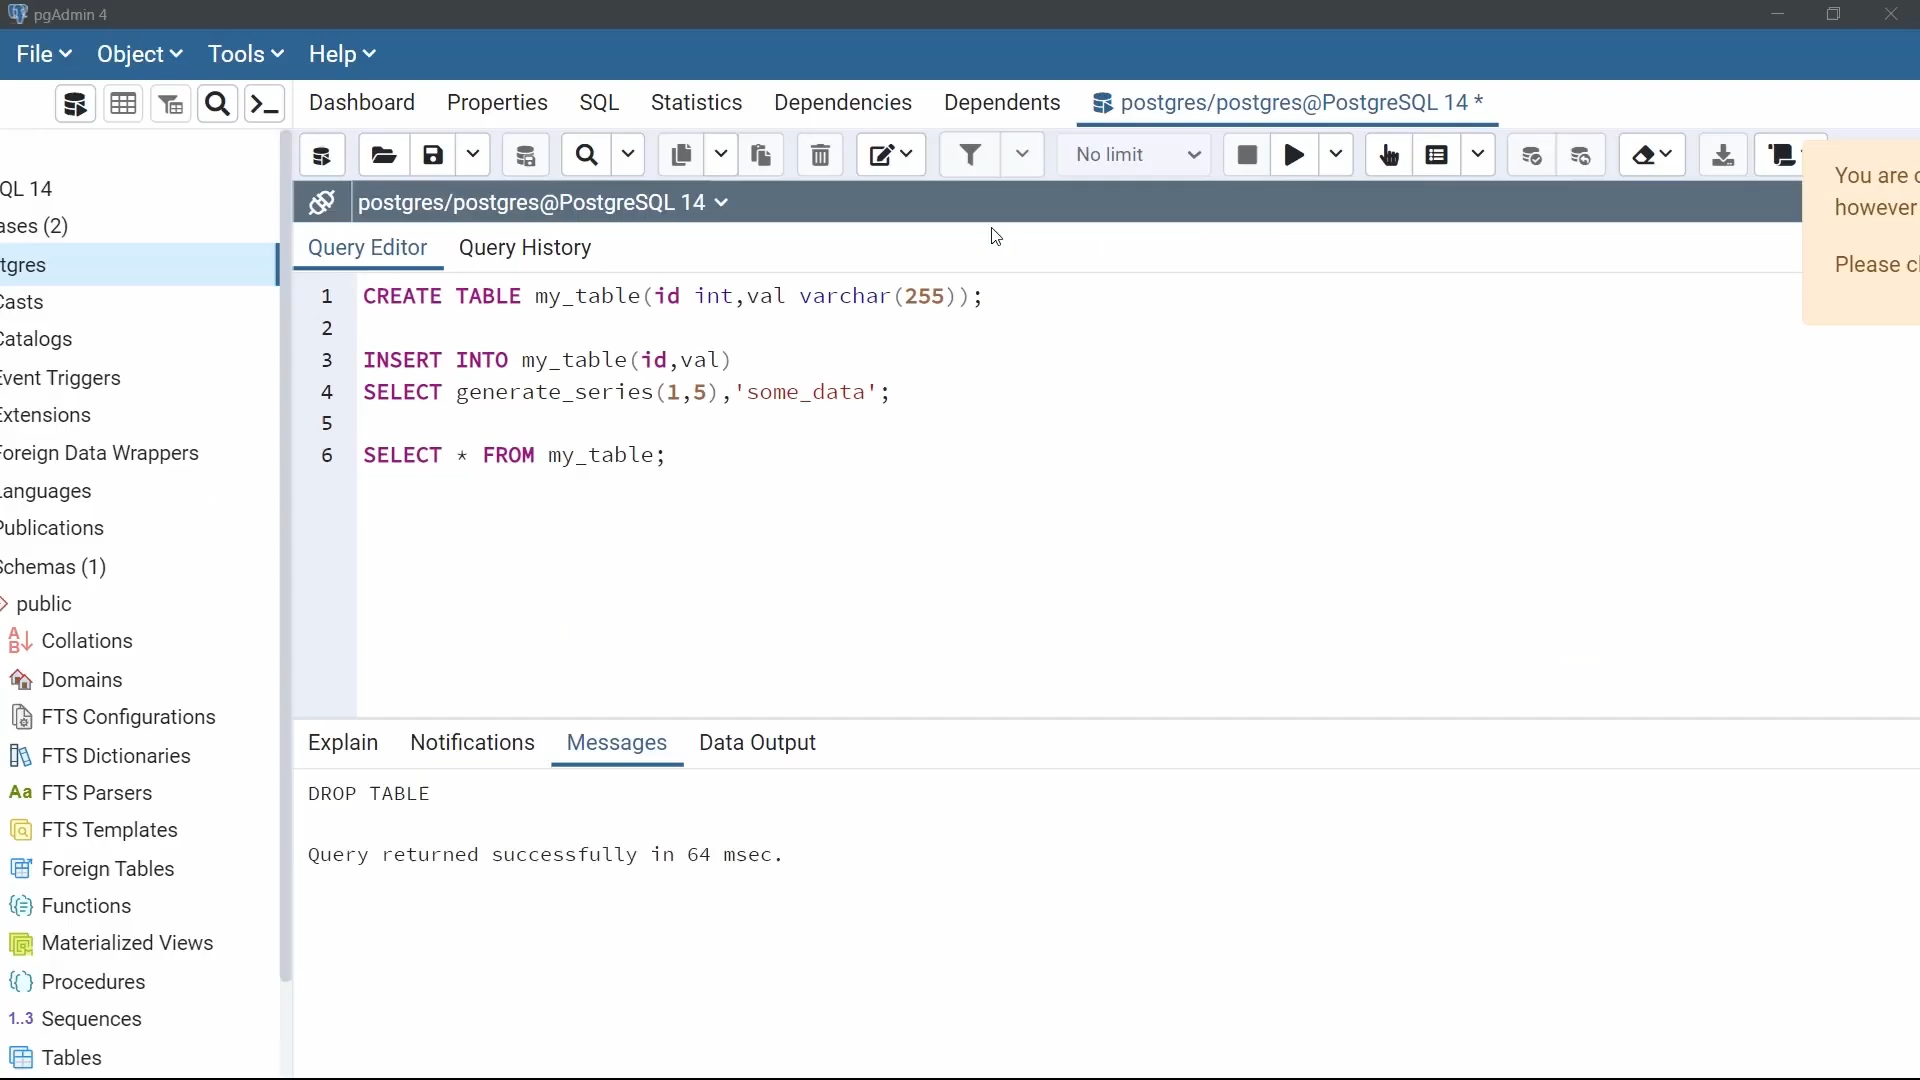 pgAdmin 4
File Object Tools Help
Dashboard Properties SQL Statistics Dependencies Dependents postgres/postgres@PostgreSQL 14 *
No limit
QL 14
ases (2)
tgres
Casts
Catalogs
Event Triggers
Extensions
Foreign Data Wrappers
Languages
Publications
Schemas (1)
public
Collations
Domains
FTS Configurations
FTS Dictionaries
Aa FTS Parsers
FTS Templates
Foreign Tables
Functions
Materialized Views
Procedures
1..3 Sequences
Tables
postgres/postgres@PostgreSQL 14
Query Editor Query History
1 CREATE TABLE my_table(id int,val varchar(255));
2
3 INSERT INTO my_table(id,val)
4 SELECT generate_series(1,5),'some_data';
5
6 SELECT * FROM my_table;
Explain Notifications Messages Data Output
DROP TABLE
Query returned successfully in 64 msec.
You are
however
Please